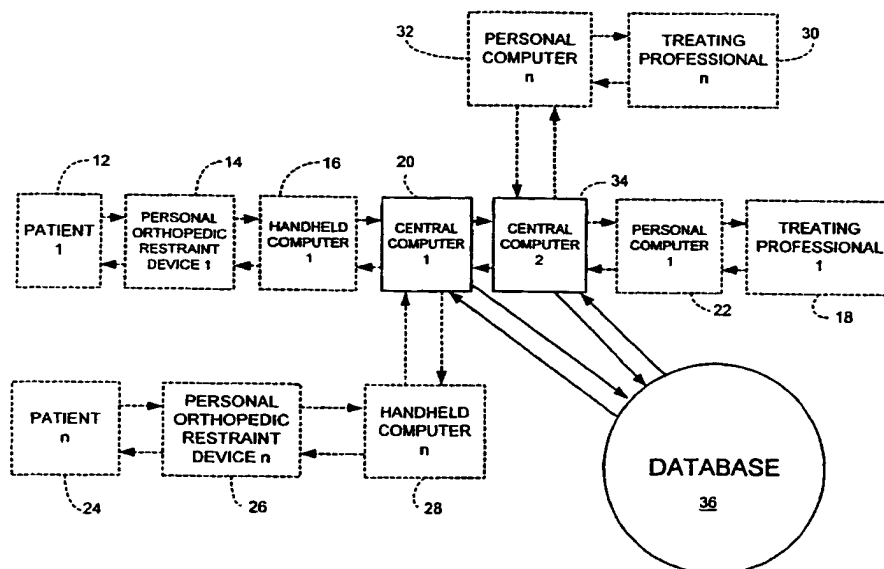 32
PERSONAL
COMPUTER
n
TREATING
PROFESSIONAL
n
30
12
14
16
20
34
PATIENT
1
PERSONAL
ORTHOPEDIC
RESTRAINT
DEVICE 1
HANDHELD
COMPUTER
1
CENTRAL
COMPUTER
1
CENTRAL
COMPUTER
2
PERSONAL
COMPUTER
1
TREATING
PROFESSIONAL
1
22
18
PATIENT
n
PERSONAL
ORTHOPEDIC
RESTRAINT
DEVICE n
HANDHELD
COMPUTER
n
24
26
28
DATABASE
36